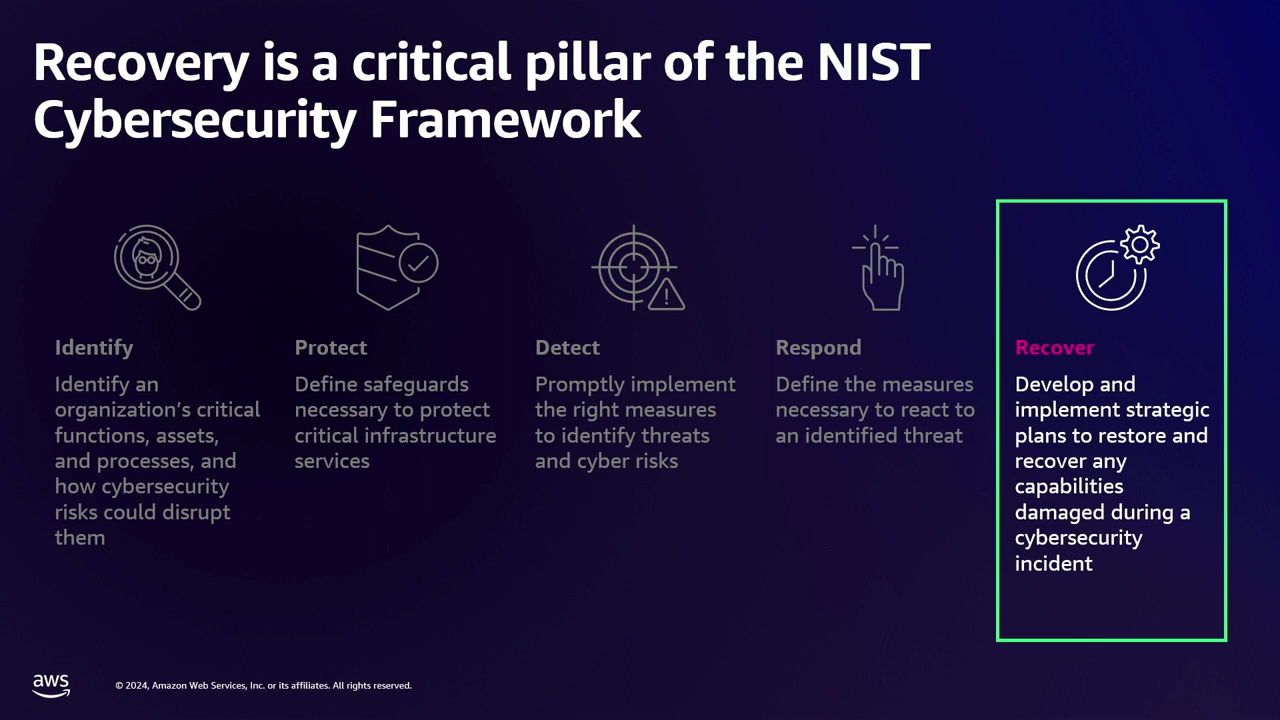 Recovery is a critical pillar of the NIST
Cybersecurity Framework
Identify
Identify an
organization’s critical
functions, assets,
and processes, and
how cybersecurity
risks could disrupt
them
Protect
Define safeguards
necessary to protect
critical infrastructure
services
Detect
Promptly implement
the right measures
to identify threats
and cyber risks
Respond
Define the measures
necessary to react to
an identified threat
Recover
Develop and
implement strategic
plans to restore and
recover any
capabilities
damaged during a
cybersecurity
incident
aws
© 2024, Amazon Web Services, Inc. or its affiliates. All rights reserved.